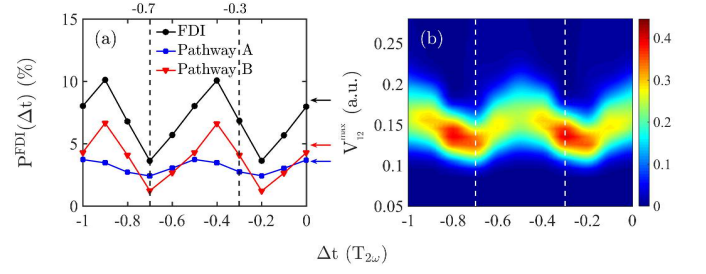 -0.7 -0.3
15% (a) FDI
Pathway A
Pathway B
10
5
0
-1 -0.8 -0.6 -0.4 -0.2 0
P^FDI(Δt) (%)
(b)
0.25
0.2
0.15
0.1
0.05
-1 -0.8 -0.6 -0.4 -0.2 0
V₁₂^max (a.u.)
0.4
0.3
0.2
0.1
0
Δt (T₂ω)